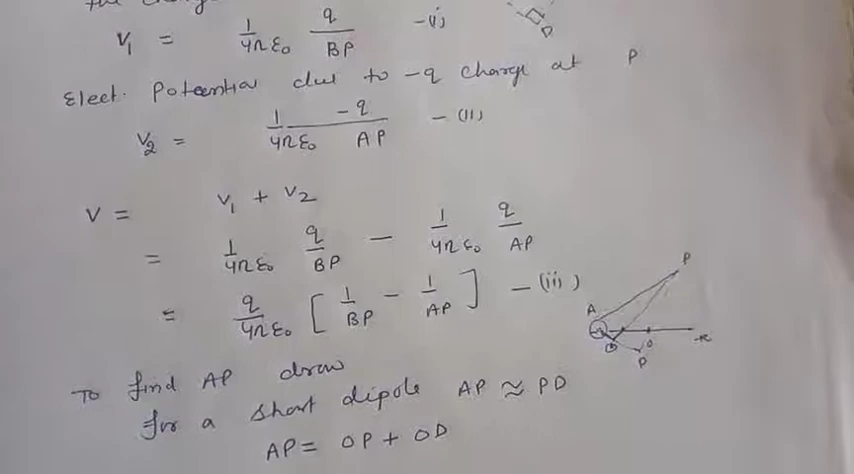 the charge
V₁ = 1/4πε₀ q/BP -(i)
D
Elect. Potential due to -q charge at P
V₂ = 1/4πε₀ -q/AP - (ii)
V = V₁ + V₂
= 1/4πε₀ q/BP - 1/4πε₀ q/AP
= q/4πε₀ [1/BP - 1/AP] - (iii)
P
A
O
D
To find AP draw
for a short dipole AP ≈ PD
AP = OP + OD